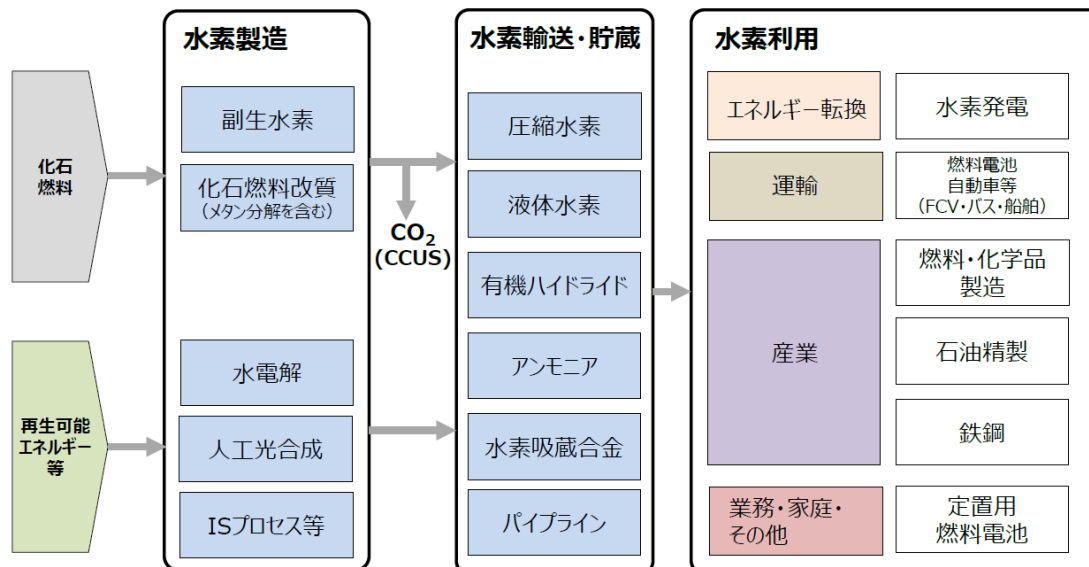 化石
燃料
再生可能
エネルギー
等
水素製造
副生水素
化石燃料改質
(メタン分解を含む)
水電解
人工光合成
ISプロセス等
CO2
(CCUS)
水素輸送・貯蔵
圧縮水素
液体水素
有機ハイドライド
アンモニア
水素吸蔵合金
パイプライン
水素利用
エネルギー転換
水素発電
運輸
燃料電池
自動車等
(FCV・バス・船舶)
産業
燃料・化学品
製造
石油精製
鉄鋼
業務・家庭・
その他
定置用
燃料電池